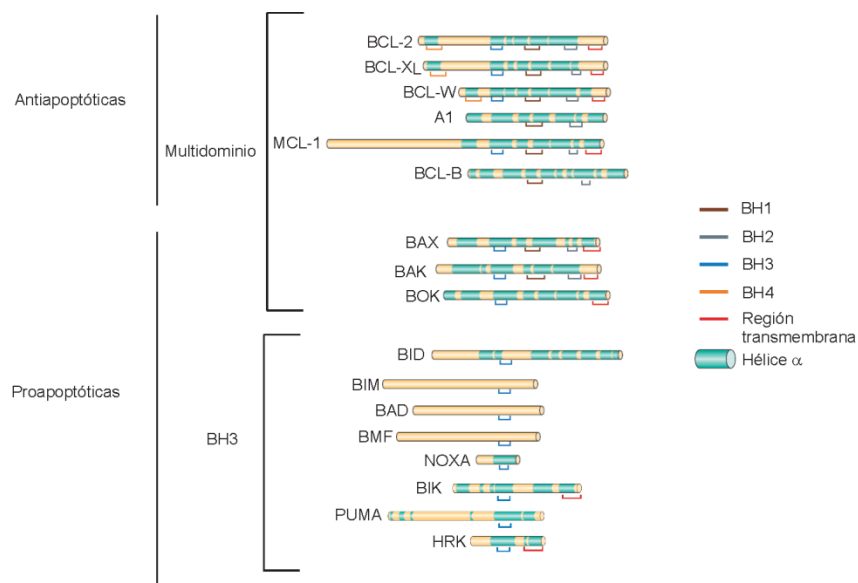 Antiapoptóticas
Multidominio
BCL-2
BCL-XL
BCL-W
A1
MCL-1
BCL-B
BAX
BAK
BOK
Proapoptóticas
BH3
BID
BIM
BAD
BMF
NOXA
BIK
PUMA
HRK
BH1
BH2
BH3
BH4
Región
transmembrana
Hélice α